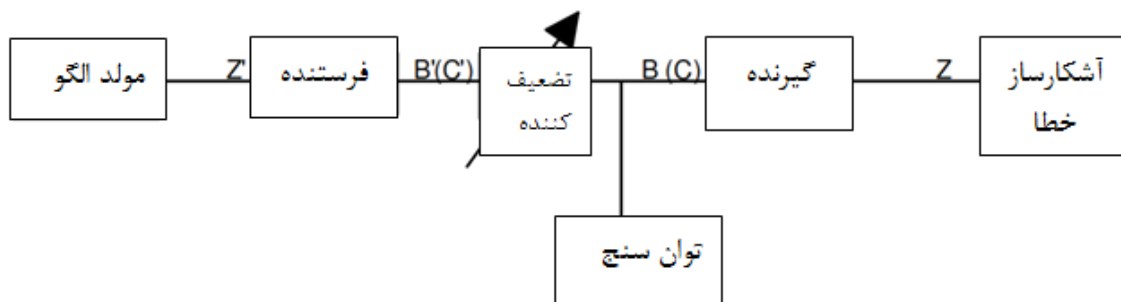 مولد الگو
Z'
فرستنده
B'(C')
تضعیف
کننده
B (C)
گیرنده
Z
آشکارساز
خطا
توان سنج